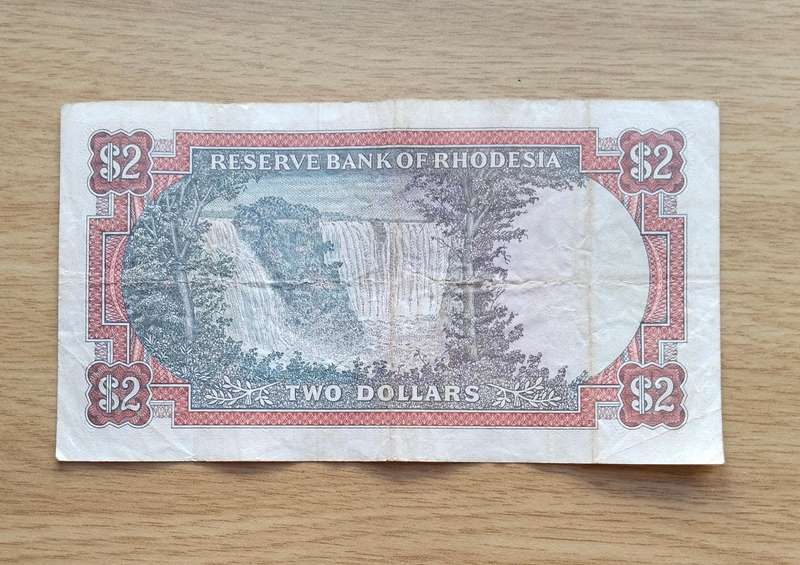 $2 $2
RESERVE BANK OF RHODESIA
$2 TWO DOLLARS $2